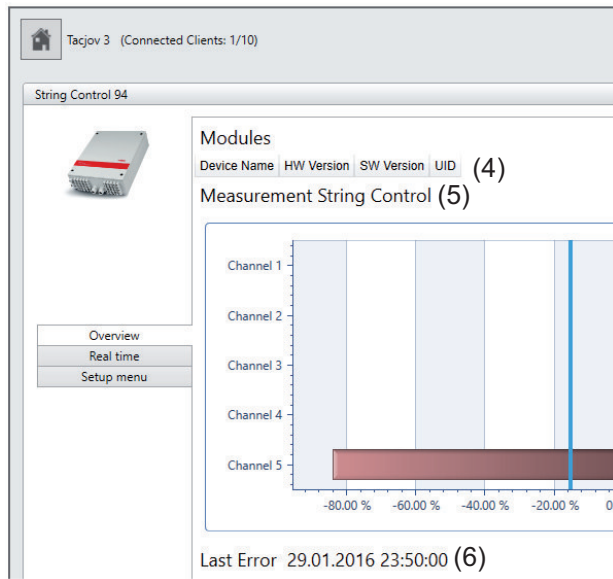 Tacjov 3 (Connected Clients: 1/10)
String Control 94
Modules
Device Name HW Version SW Version UID (4)
Measurement String Control (5)
Channel 1
Channel 2
Channel 3
Channel 4
Channel 5
-80.00 % -60.00 % -40.00 % -20.00 % 0
Overview
Real time
Setup menu
Last Error 29.01.2016 23:50:00 (6)